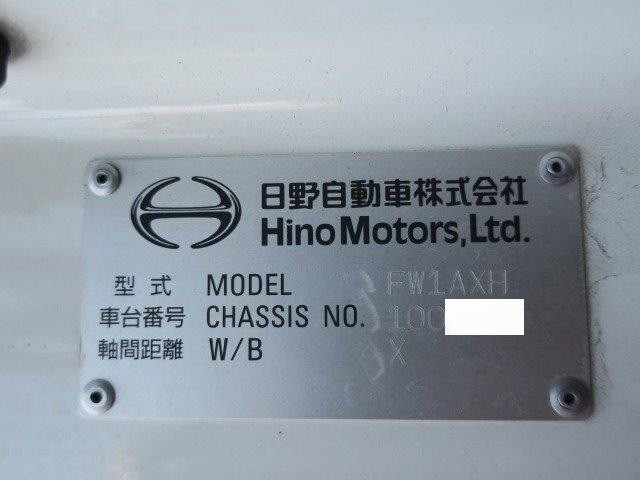 日野自動車株式会社
Hino Motors, Ltd.
型式 MODEL FW1AXH
車台番号 CHASSIS NO. 100
軸間距離 W/B X